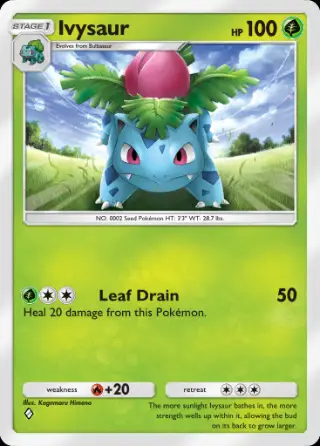 STAGE 1
Ivysaur
HP 100
Evolves from Bulbasaur
NO. 0002 Seed Pokémon HT: 3'3" WT: 28.7 lbs.
Leaf Drain 50
Heal 20 damage from this Pokémon.
weakness +20 retreat
Illus. Kagemaru Himeno
The more sunlight Ivysaur bathes in, the more
strength wells up within it, allowing the bud
on its back to grow larger.